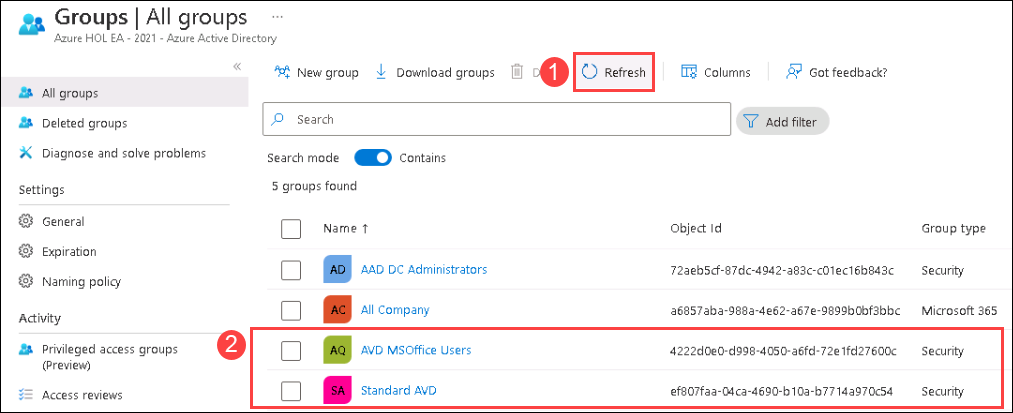 Groups | All groups ...
Azure HOL EA - 2021 - Azure Active Directory
«
All groups
Deleted groups
Diagnose and solve problems
Settings
General
Expiration
Naming policy
Activity
Privileged access groups
(Preview)
Access reviews
New group
Download groups
D
1
Refresh
Columns
Got feedback?
Search
Add filter
Search mode
Contains
5 groups found
Name ↑ Object Id Group type
AD AAD DC Administrators 72aeb5cf-87dc-4942-a83c-c01ec16b843c Security
AC All Company a6857aba-988a-4e62-a67e-9899b0bf3bbc Microsoft 365
2
AQ AVD MSOffice Users 4222d0e0-d998-4050-a6fd-72e1fd27600c Security
SA Standard AVD ef807faa-04ca-4690-b10a-b7714a970c54 Security